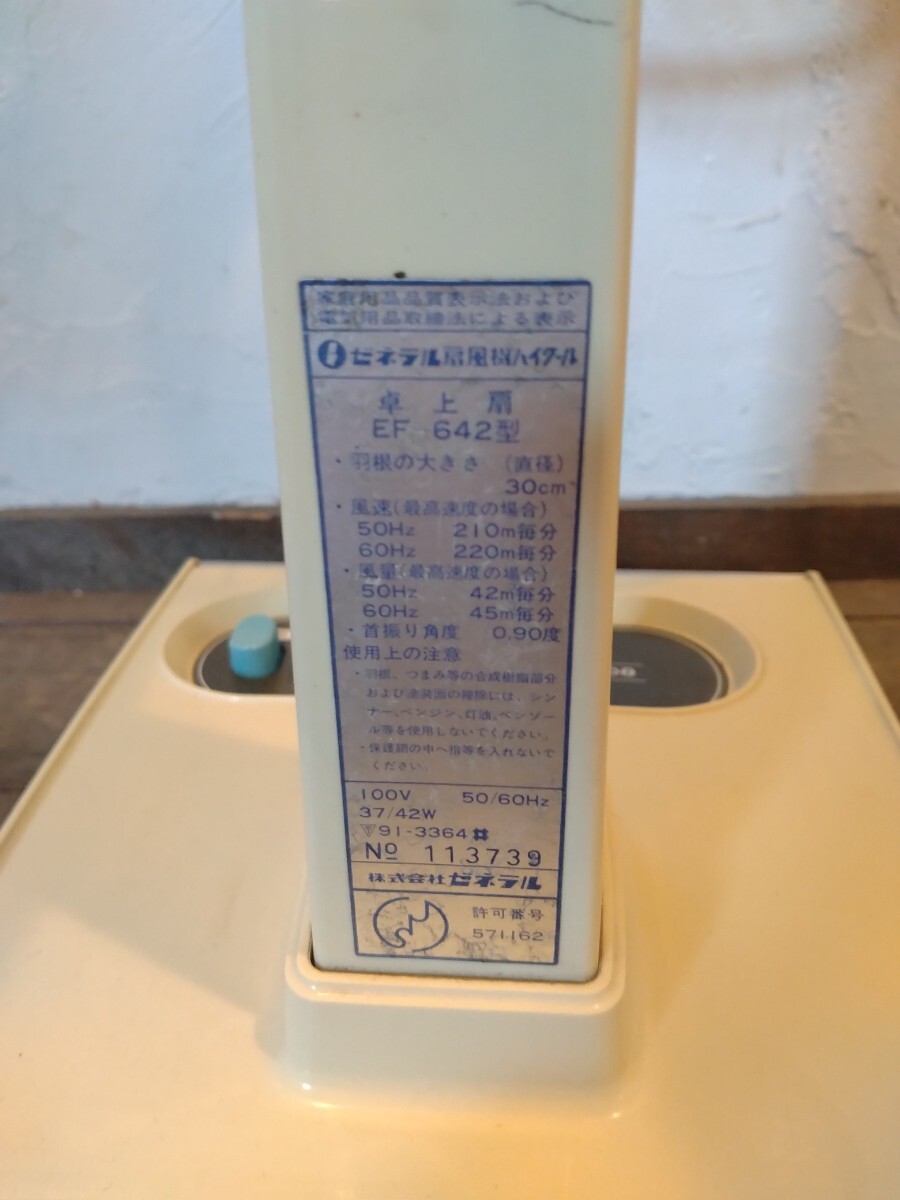 家庭用品品質表示法および
電気用品取締法による表示
ゼネラル扇風機ハイクール
卓上扇
EF-642型
・羽根の大きさ (直径)
30cm
・風速(最高速度の場合)
50Hz 210m毎分
60Hz 220m毎分
・風量(最高速度の場合)
50Hz 42m毎分
60Hz 45m毎分
・首振り角度 0.90度
使用上の注意
・羽根、つまみ等の合成樹脂部分
および塗装面の掃除には、シン
ナー、ベンジン、灯油、ベンゾー
ル等を使用しないでください。
・保護網の中へ指等を入れないで
ください。
100V 50/60Hz
37/42W
〒91-3364
No 113739
株式会社ゼネラル
許可番号
571162